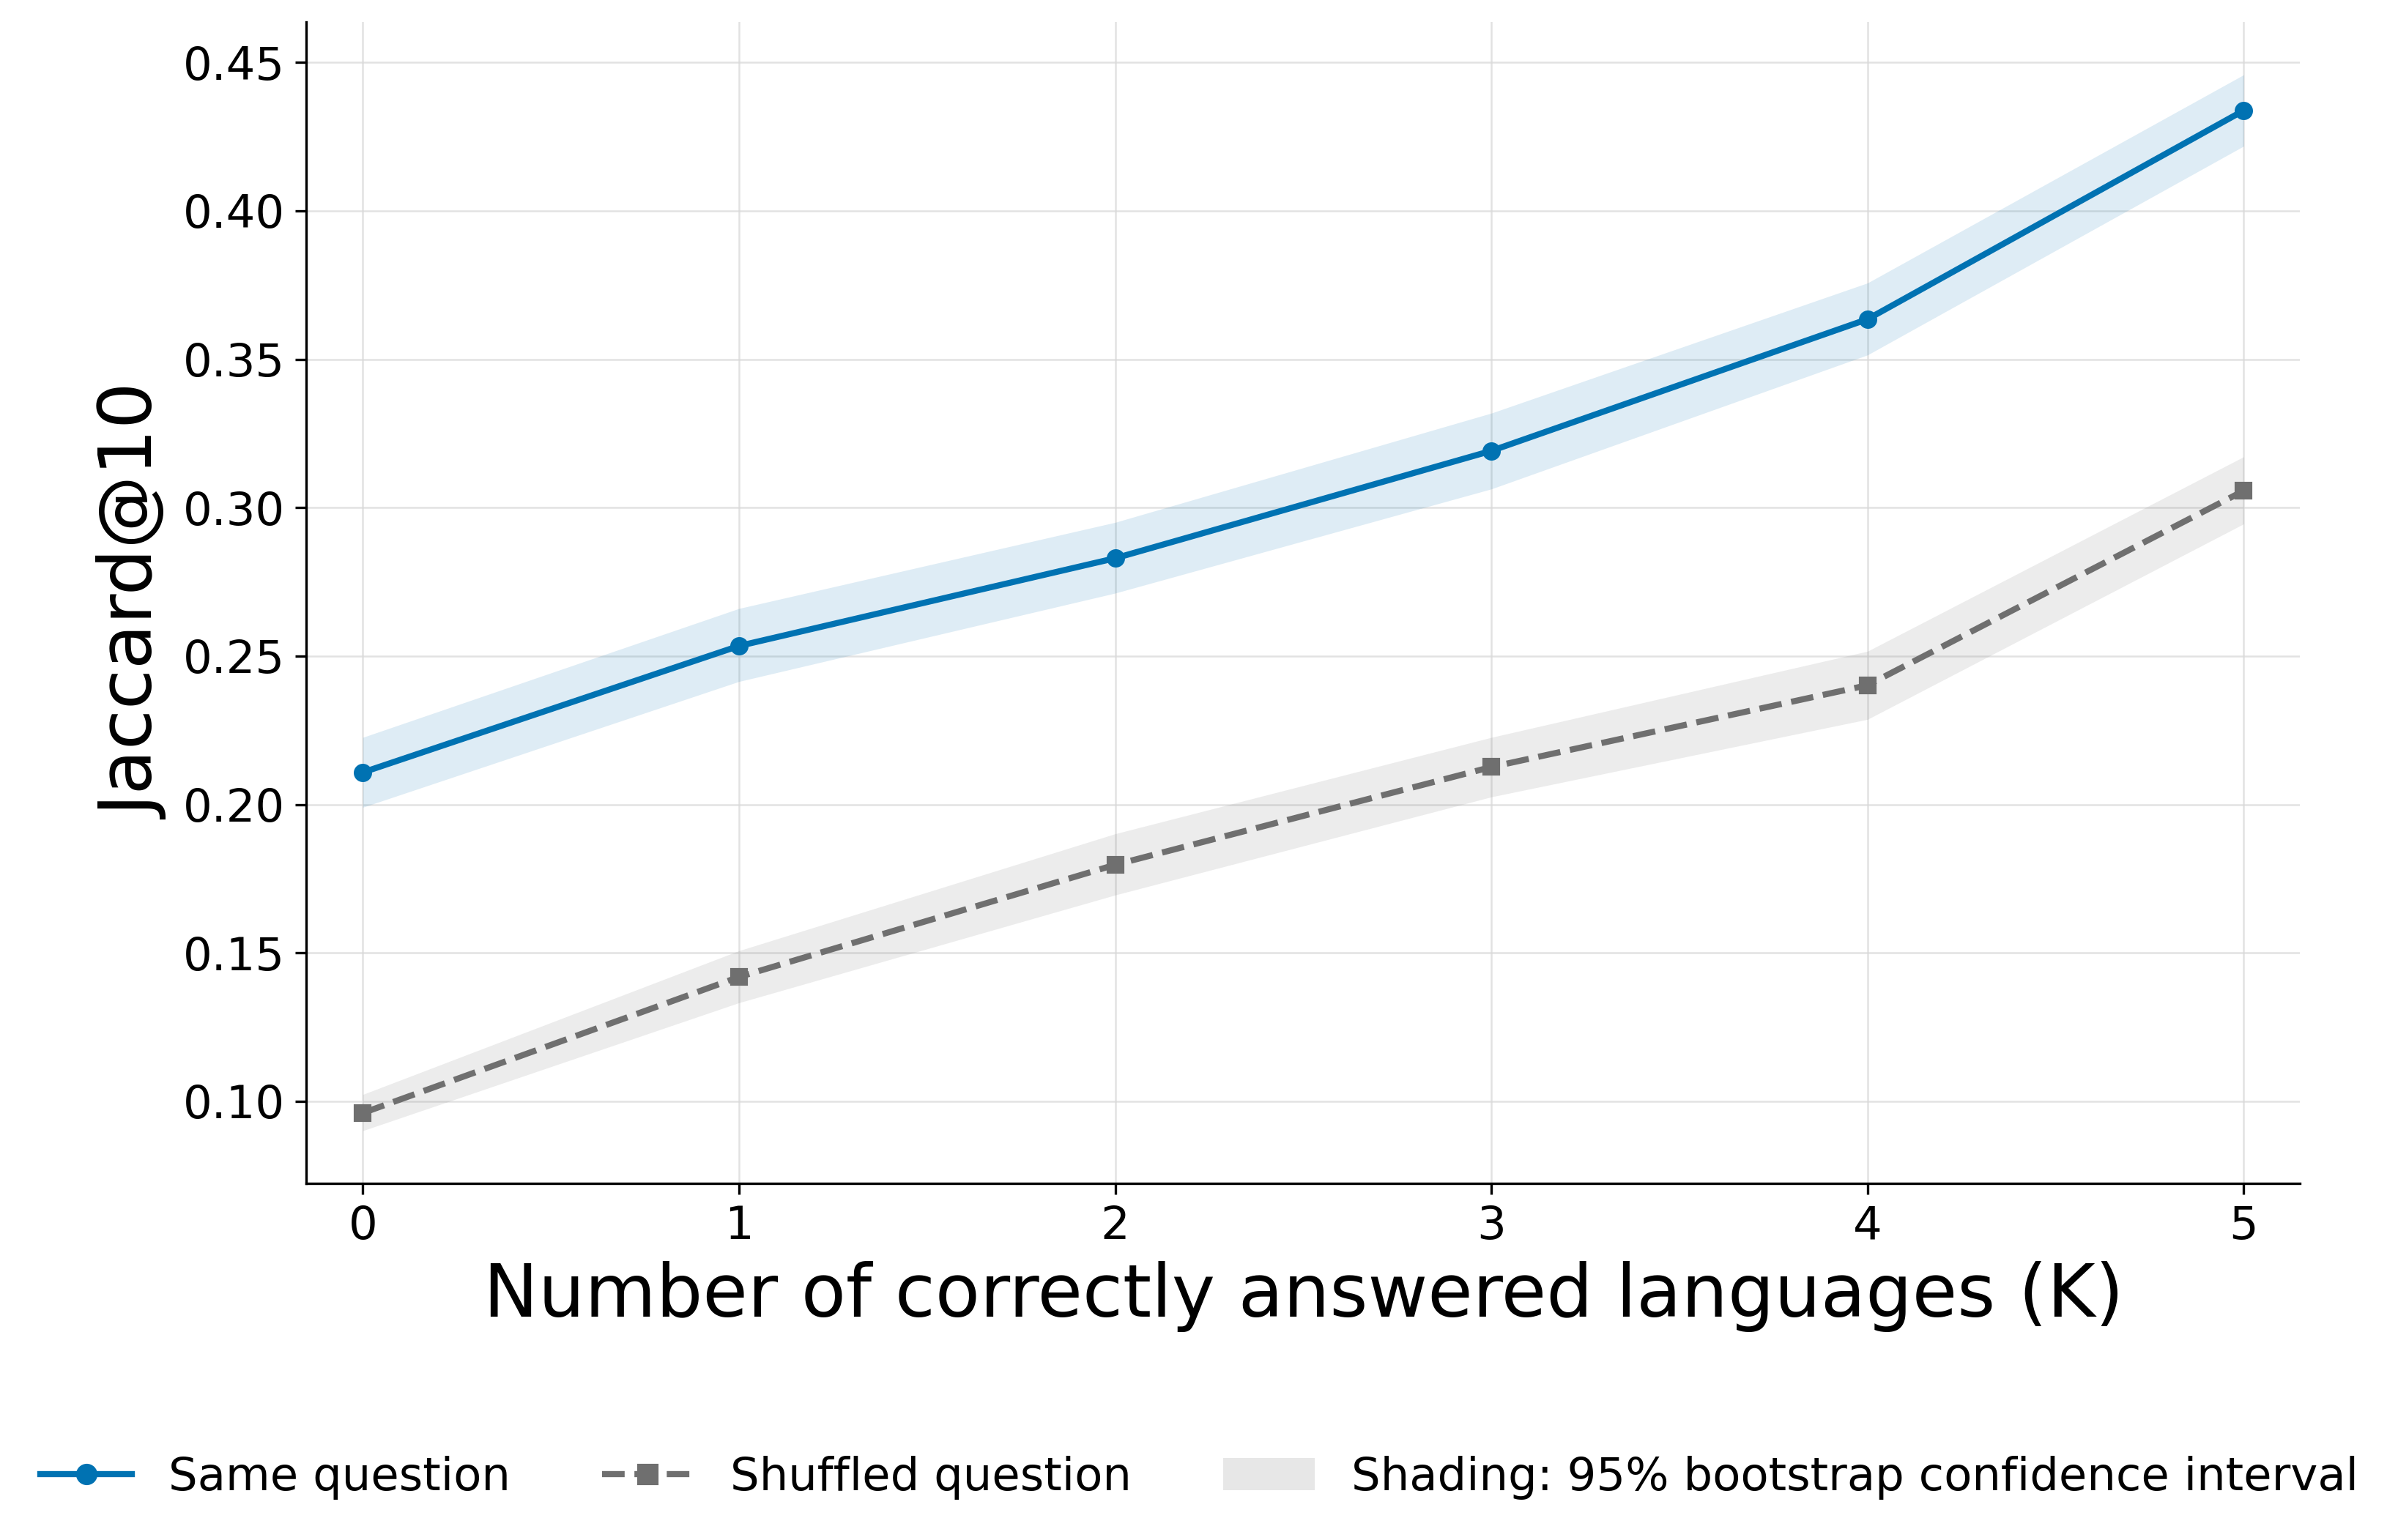 0.45
0.40
0.35
0.30
0.25
0.20
0.15
0.10
Jaccard@10
0 1 2 3 4 5
Number of correctly answered languages (K)
Same question Shuffled question Shading: 95% bootstrap confidence interval